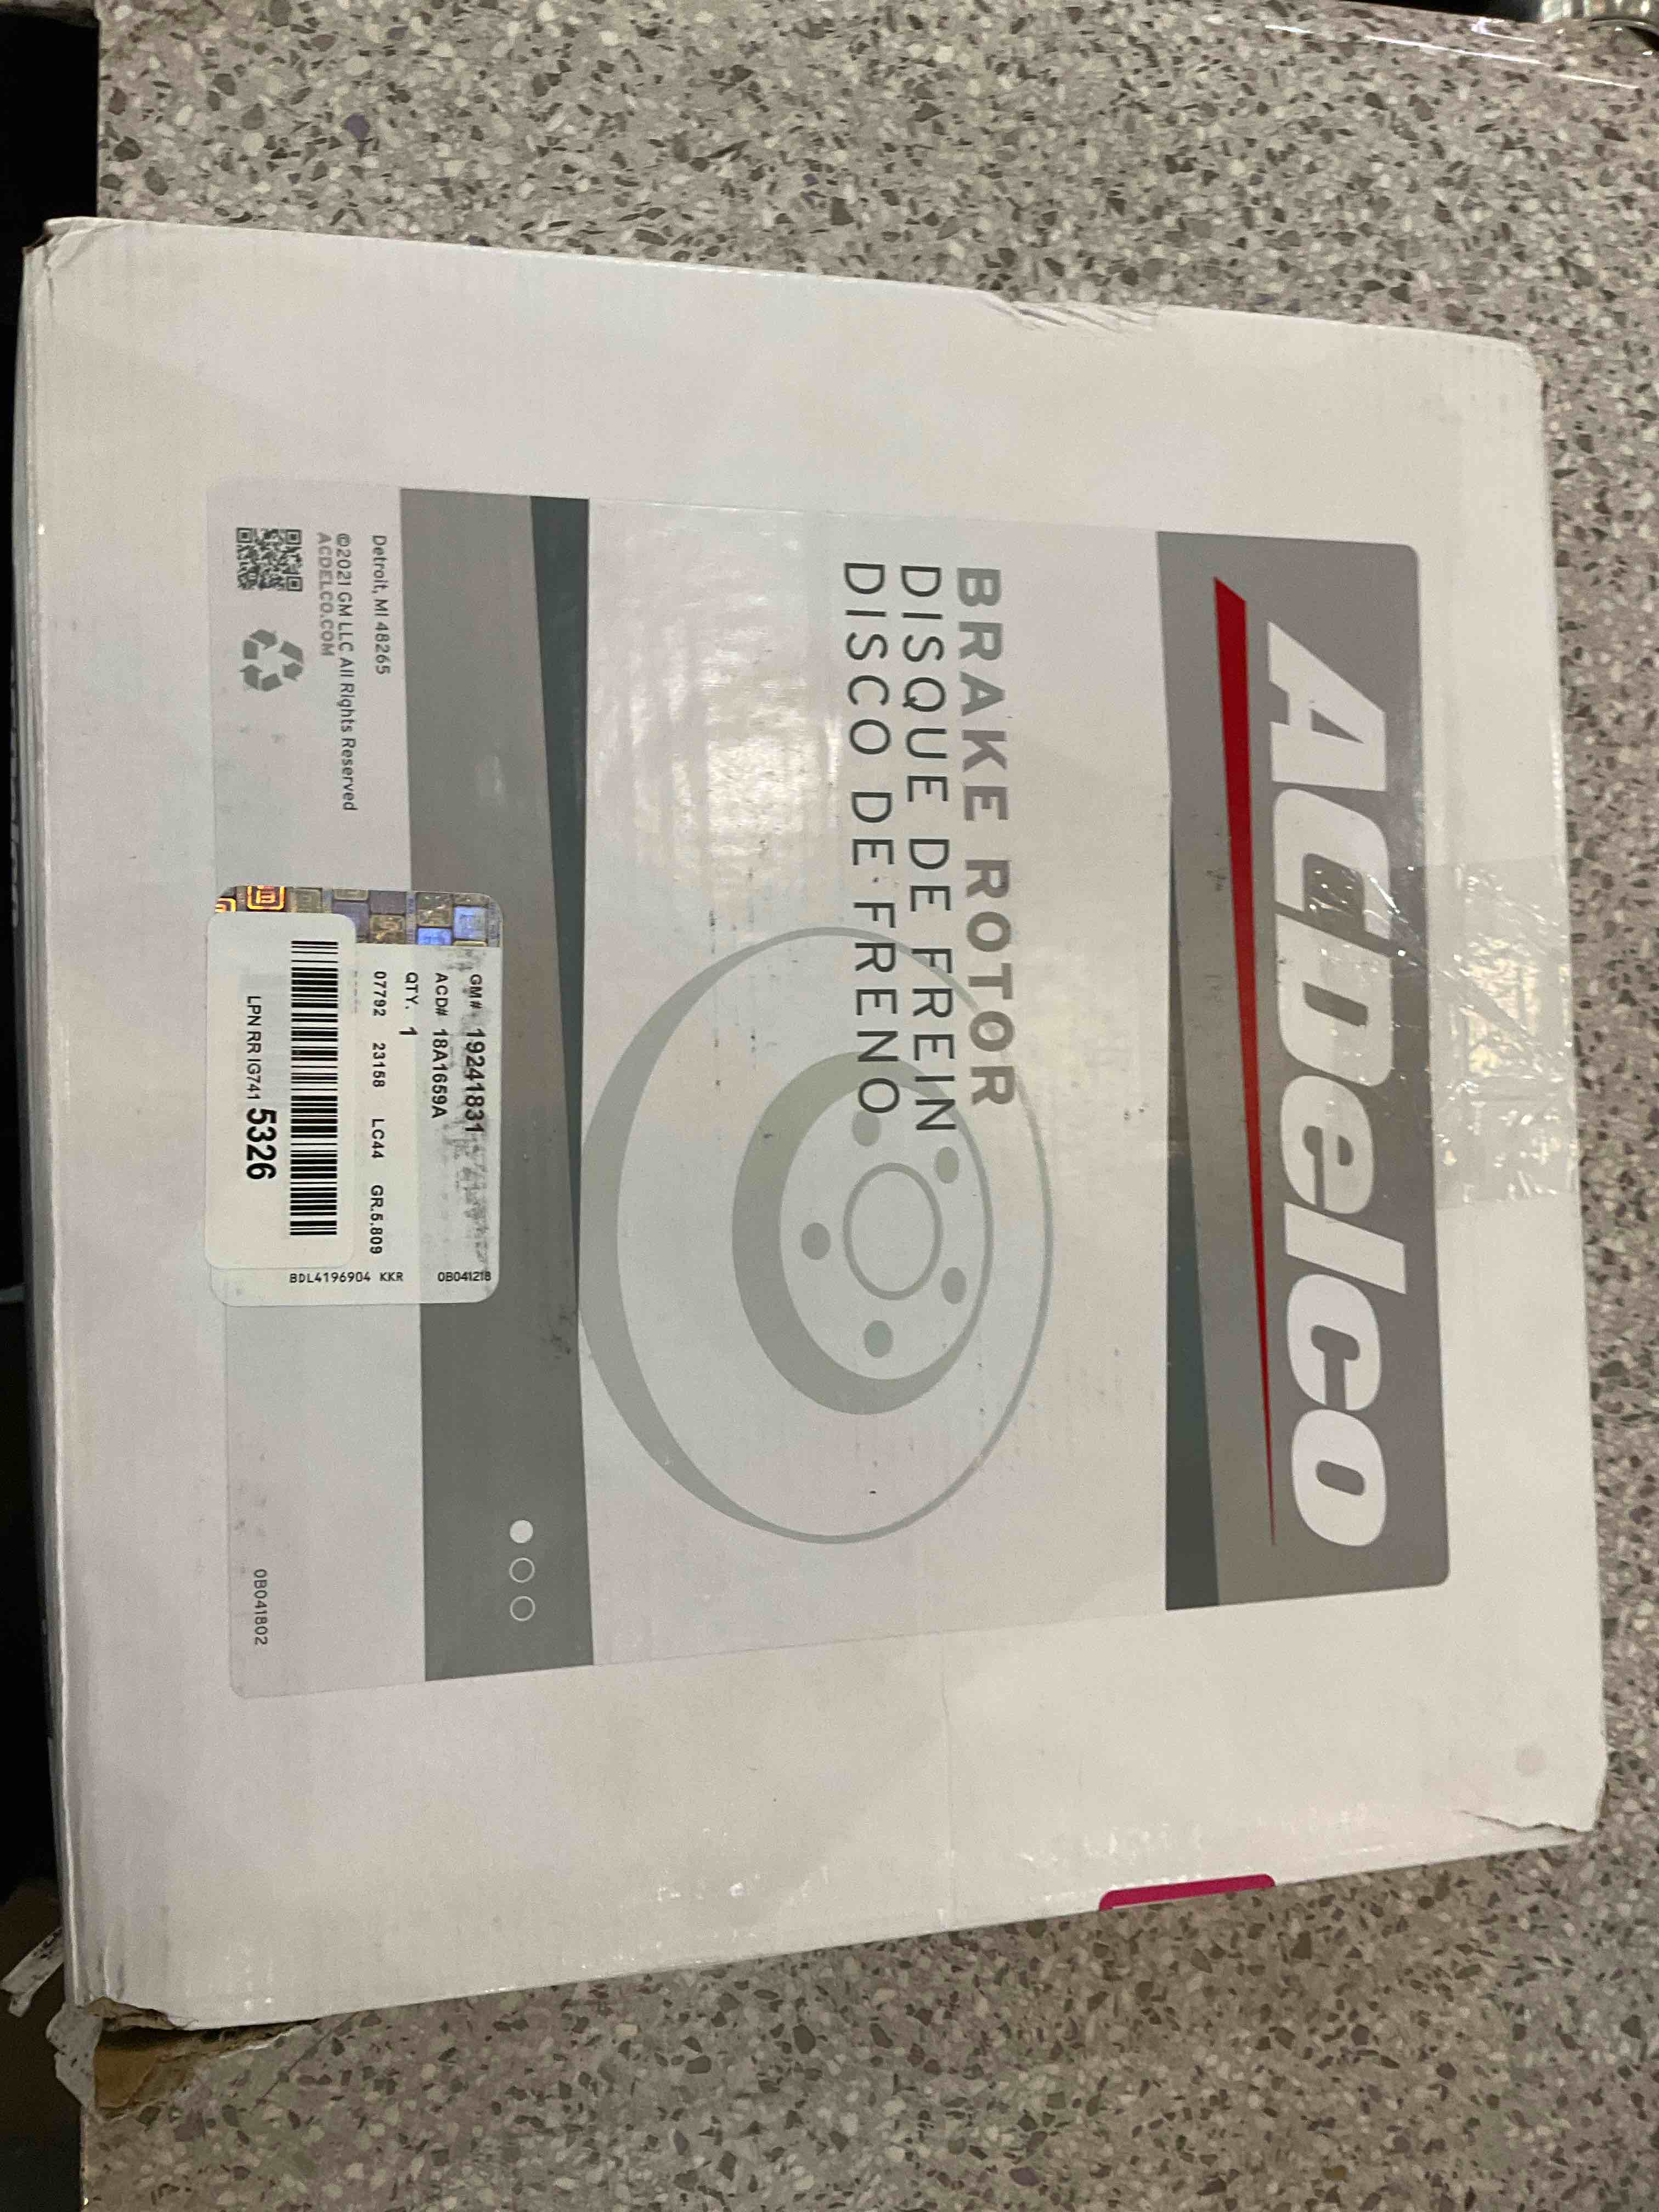 ACDelco
BRAKE ROTOR
DISQUE DE FREIN
DISCO DE FRENO
GM# 19241831
ACD# 18A1659A
QTY. 1
07792 23158 LC44 GR.5.809
0B041218
BDL4196904 KKR
LPN RR IG741 5326
Detroit, MI 48265
©2021 GM LLC All Rights Reserved
ACDELCO.COM
0B041802